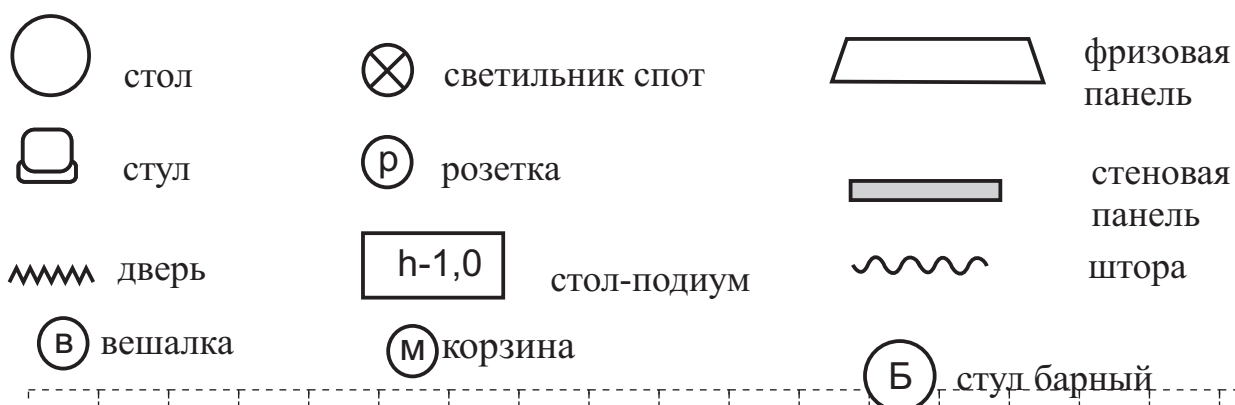 стол
светильник спот
фризовая
панель
стул
р
розетка
стеновая
панель
дверь
h-1,0
стол-подиум
штора
в вешалка
м корзина
Б стул барный